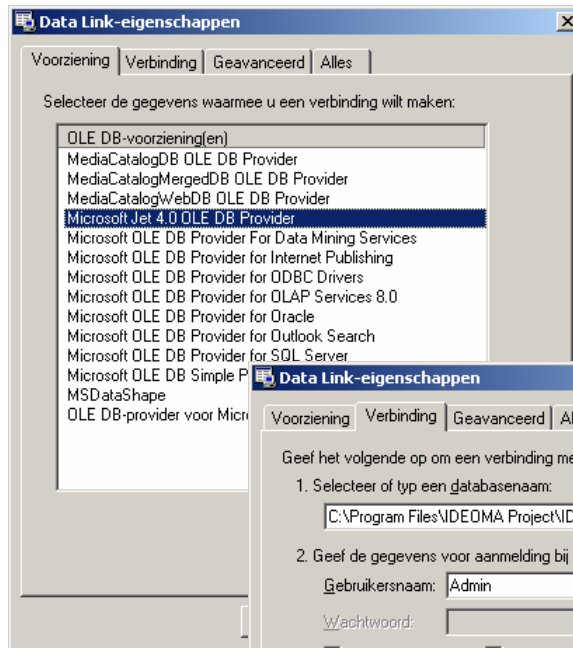 Data Link-eigenschappen
Voorziening Verbinding Geavanceerd Alles
Selecteer de gegevens waarmee u een verbinding wilt maken:
OLE DB-voorziening(en)
MediaCatalogDB OLE DB Provider
MediaCatalogMergedDB OLE DB Provider
MediaCatalogWebDB OLE DB Provider
Microsoft Jet 4.0 OLE DB Provider
Microsoft OLE DB Provider For Data Mining Services
Microsoft OLE DB Provider for Internet Publishing
Microsoft OLE DB Provider for ODBC Drivers
Microsoft OLE DB Provider for OLAP Services 8.0
Microsoft OLE DB Provider for Oracle
Microsoft OLE DB Provider for Outlook Search
Microsoft OLE DB Provider for SQL Server
Microsoft OLE DB Simple P
MSDataShape
OLE DB-provider voor Micr
Data Link-eigenschappen
Voorziening Verbinding Geavanceerd Al
Geef het volgende op om een verbinding me
1. Selecteer of typ een databasenaam:
C:\Program Files\IDEOMA Project\ID
2. Geef de gegevens voor aanmelding bij
Gebruikersnaam: Admin
Wachtwoord: